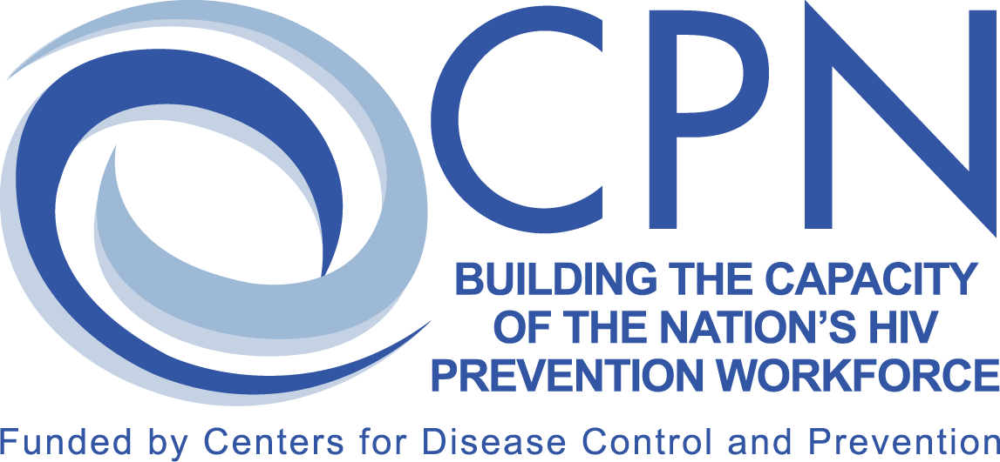 CPN
BUILDING THE CAPACITY
OF THE NATION’S HIV
PREVENTION WORKFORCE
Funded by Centers for Disease Control and Prevention